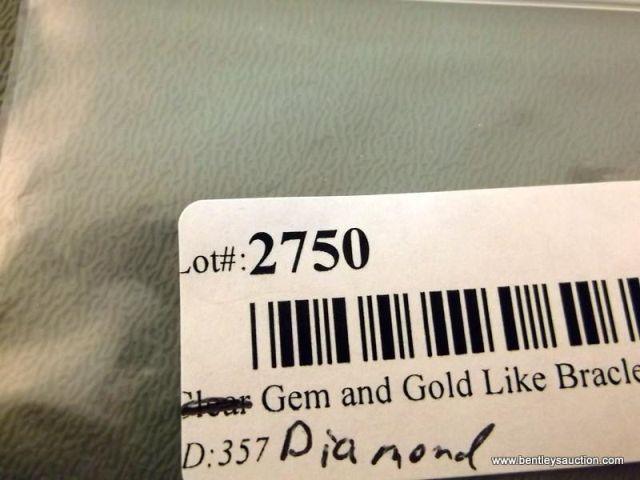 Lot#:2750
Clear Gem and Gold Like Bracle
D:357 Diamond
www.bentleysauction.com